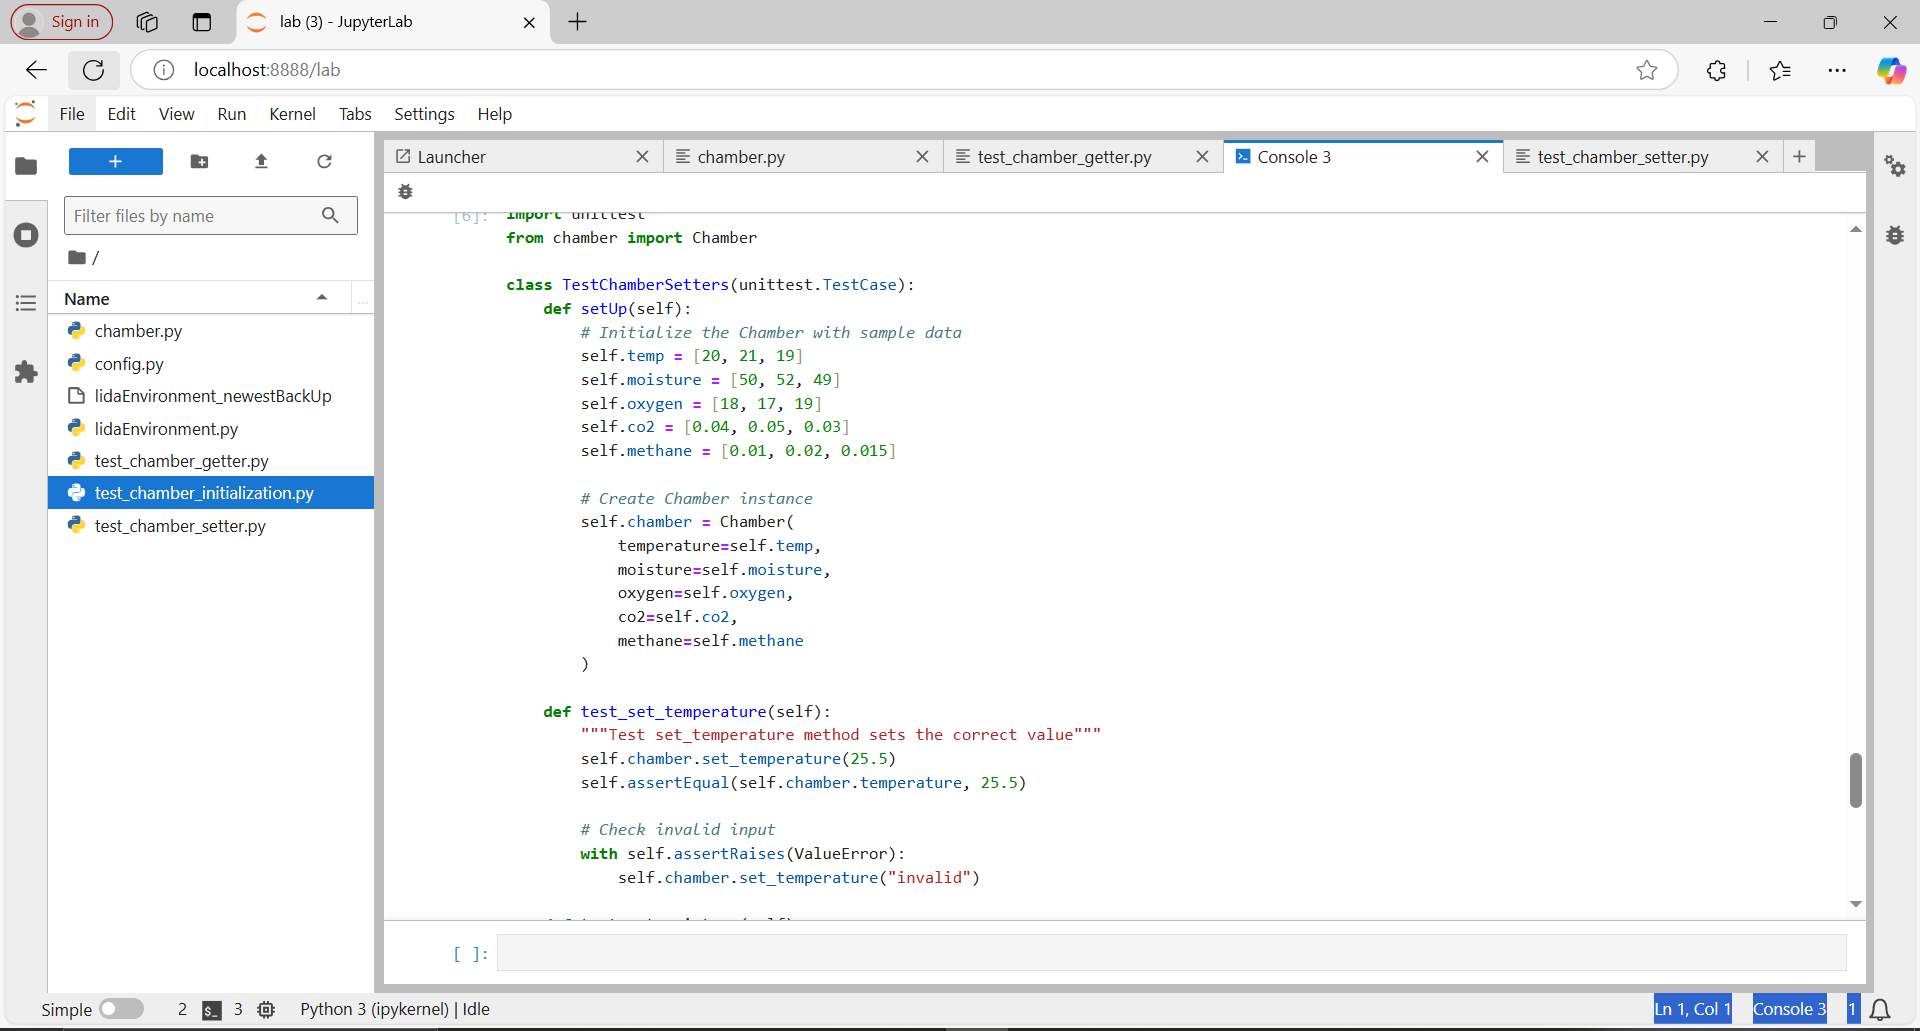 Sign in
lab (3) - JupyterLab
localhost:8888/lab
File Edit View Run Kernel Tabs Settings Help
Launcher
chamber.py
test_chamber_getter.py
Console 3
test_chamber_setter.py
Filter files by name
/
Name
...
chamber.py
config.py
lidaEnvironment_newestBackUp
lidaEnvironment.py
test_chamber_getter.py
test_chamber_initialization.py
test_chamber_setter.py
[6]: import unittest
from chamber import Chamber
class TestChamberSetters(unittest.TestCase):
def setUp(self):
# Initialize the Chamber with sample data
self.temp = [20, 21, 19]
self.moisture = [50, 52, 49]
self.oxygen = [18, 17, 19]
self.co2 = [0.04, 0.05, 0.03]
self.methane = [0.01, 0.02, 0.015]
# Create Chamber instance
self.chamber = Chamber(
temperature=self.temp,
moisture=self.moisture,
oxygen=self.oxygen,
co2=self.co2,
methane=self.methane
)
def test_set_temperature(self):
"""Test set_temperature method sets the correct value"""
self.chamber.set_temperature(25.5)
self.assertEqual(self.chamber.temperature, 25.5)
# Check invalid input
with self.assertRaises(ValueError):
self.chamber.set_temperature("invalid")
[ ]:
Simple 2 $_ 3 Python 3 (ipykernel) | Idle
Ln 1, Col 1 Console 3 1